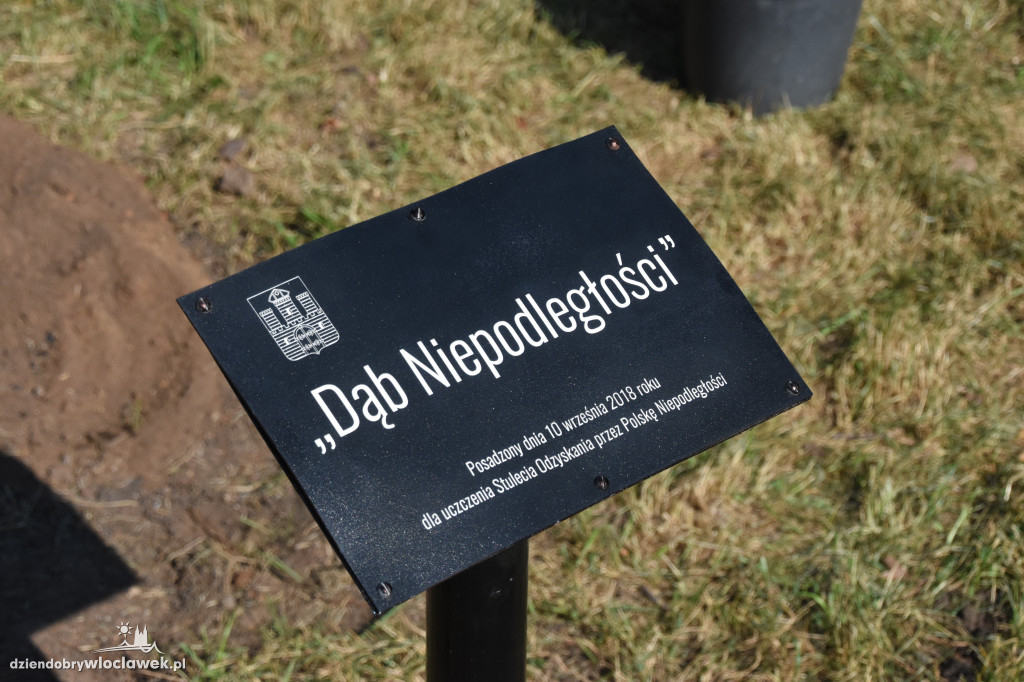 „Dąb Niepodległości”
Posadzony dnia 10 września 2018 roku
dla uczczenia Stulecia Odzyskania przez Polskę Niepodległości
dziendobrywloclawek.pl